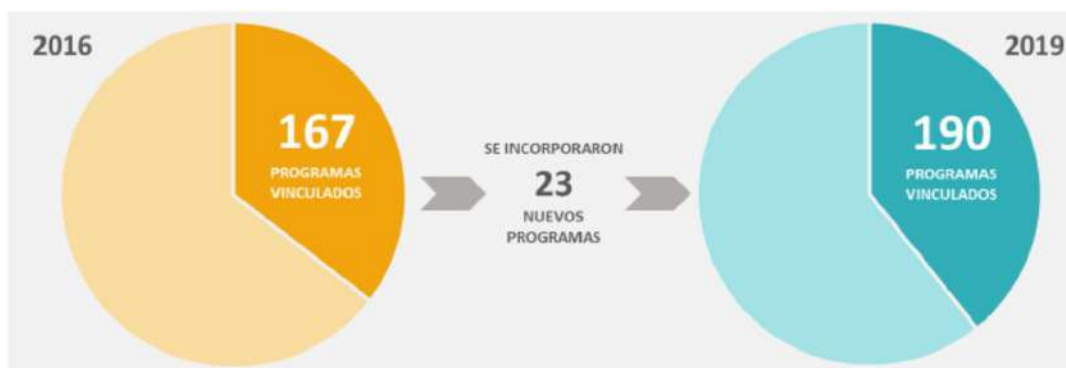 2016
167
PROGRAMAS
VINCULADOS
SE INCORPORARON
23
NUEVOS
PROGRAMAS
2019
190
PROGRAMAS
VINCULADOS